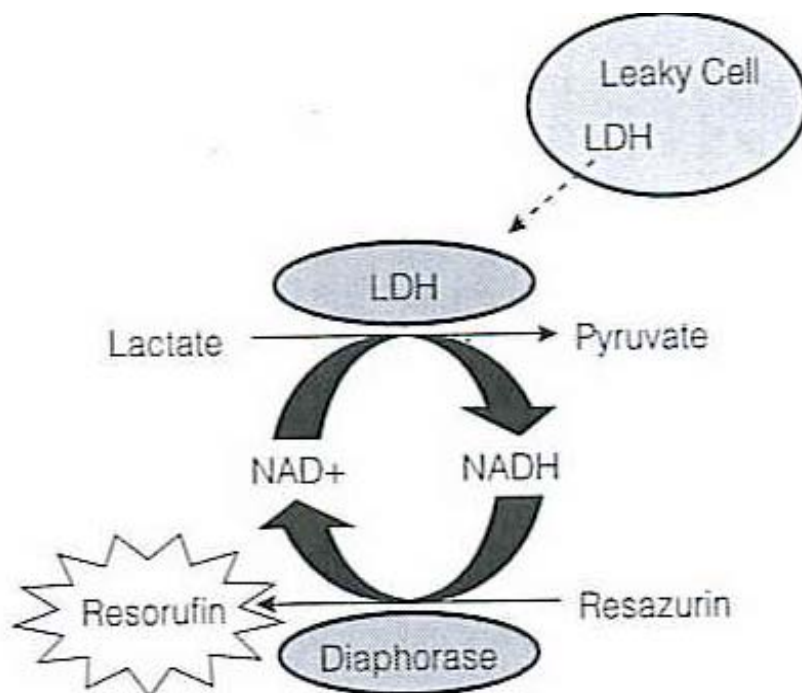 Leaky Cell
LDH
LDH
Lactate
Pyruvate
NAD+
NADH
Resorufin
Resazurin
Diaphorase